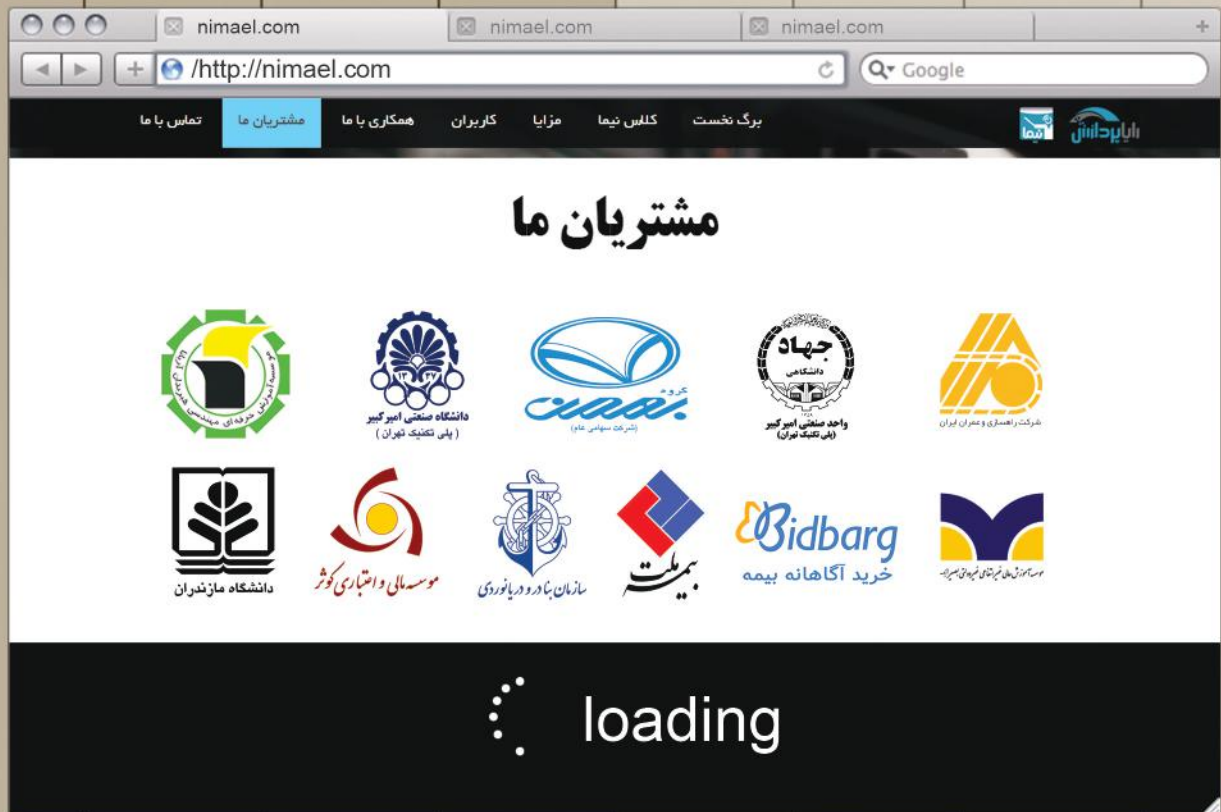 nimael.com
nimael.com
nimael.com
/http://nimael.com
Google
رایاپردازش نیما
برگ نخست
کلاس نیما
مزایا
کاربران
همکاری با ما
مشتریان ما
تماس با ما
مشتریان ما
شرکت راهسازی و عمران ایران
جهاد
دانشگاهی
واحد صنعتی امیرکبیر
(پلی تکنیک تهران)
گروه
بهمن
(شرکت سهامی عام)
۱۳ ۳۷
دانشگاه صنعتی امیرکبیر
( پلی تکنیک تهران )
Bidbarg
خرید آگاهانه بیمه
بیمه ملت
سازمان بنادر و دریانوردی
موسسه مالی و اعتباری کوثر
دانشگاه مازندران
loading